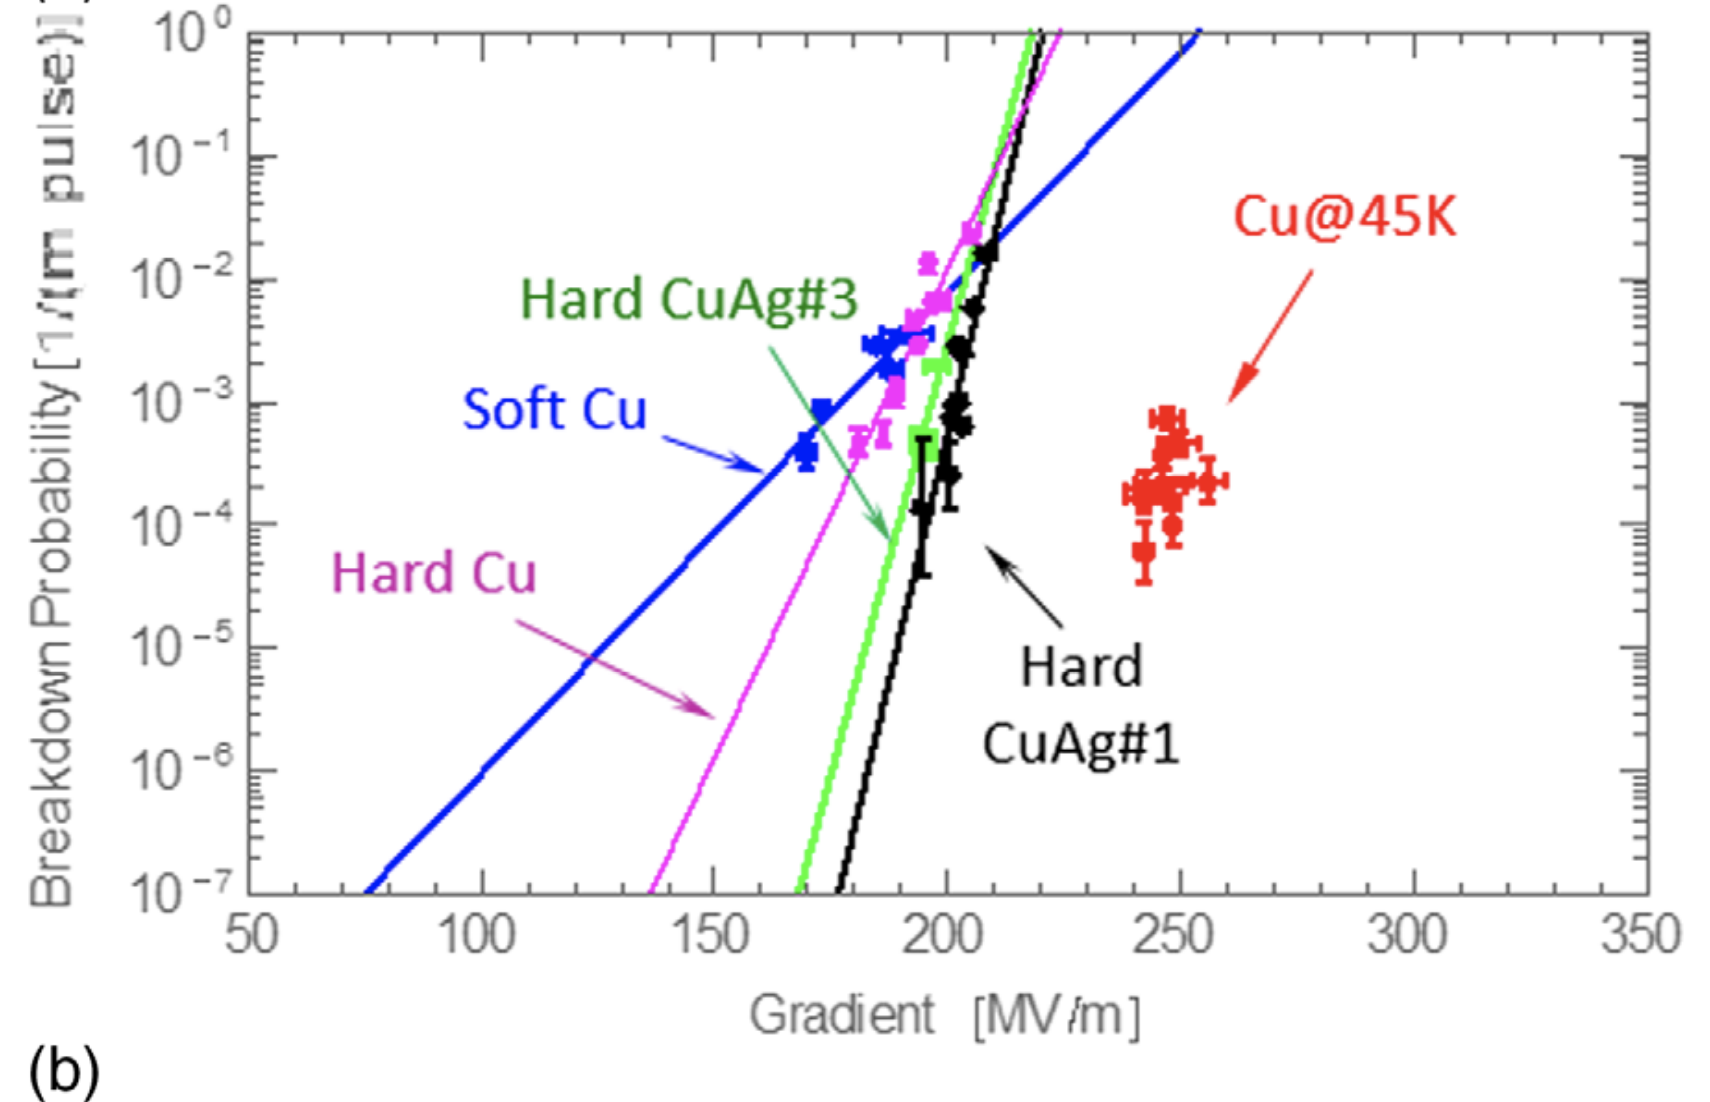 Breakdown Probability [1/(m pulse)]
10⁰
10⁻¹
10⁻²
10⁻³
10⁻⁴
10⁻⁵
10⁻⁶
10⁻⁷
Cu@45K
Hard CuAg#3
Soft Cu
Hard Cu
Hard
CuAg#1
50 100 150 200 250 300 350
Gradient [MV/m]
(b)